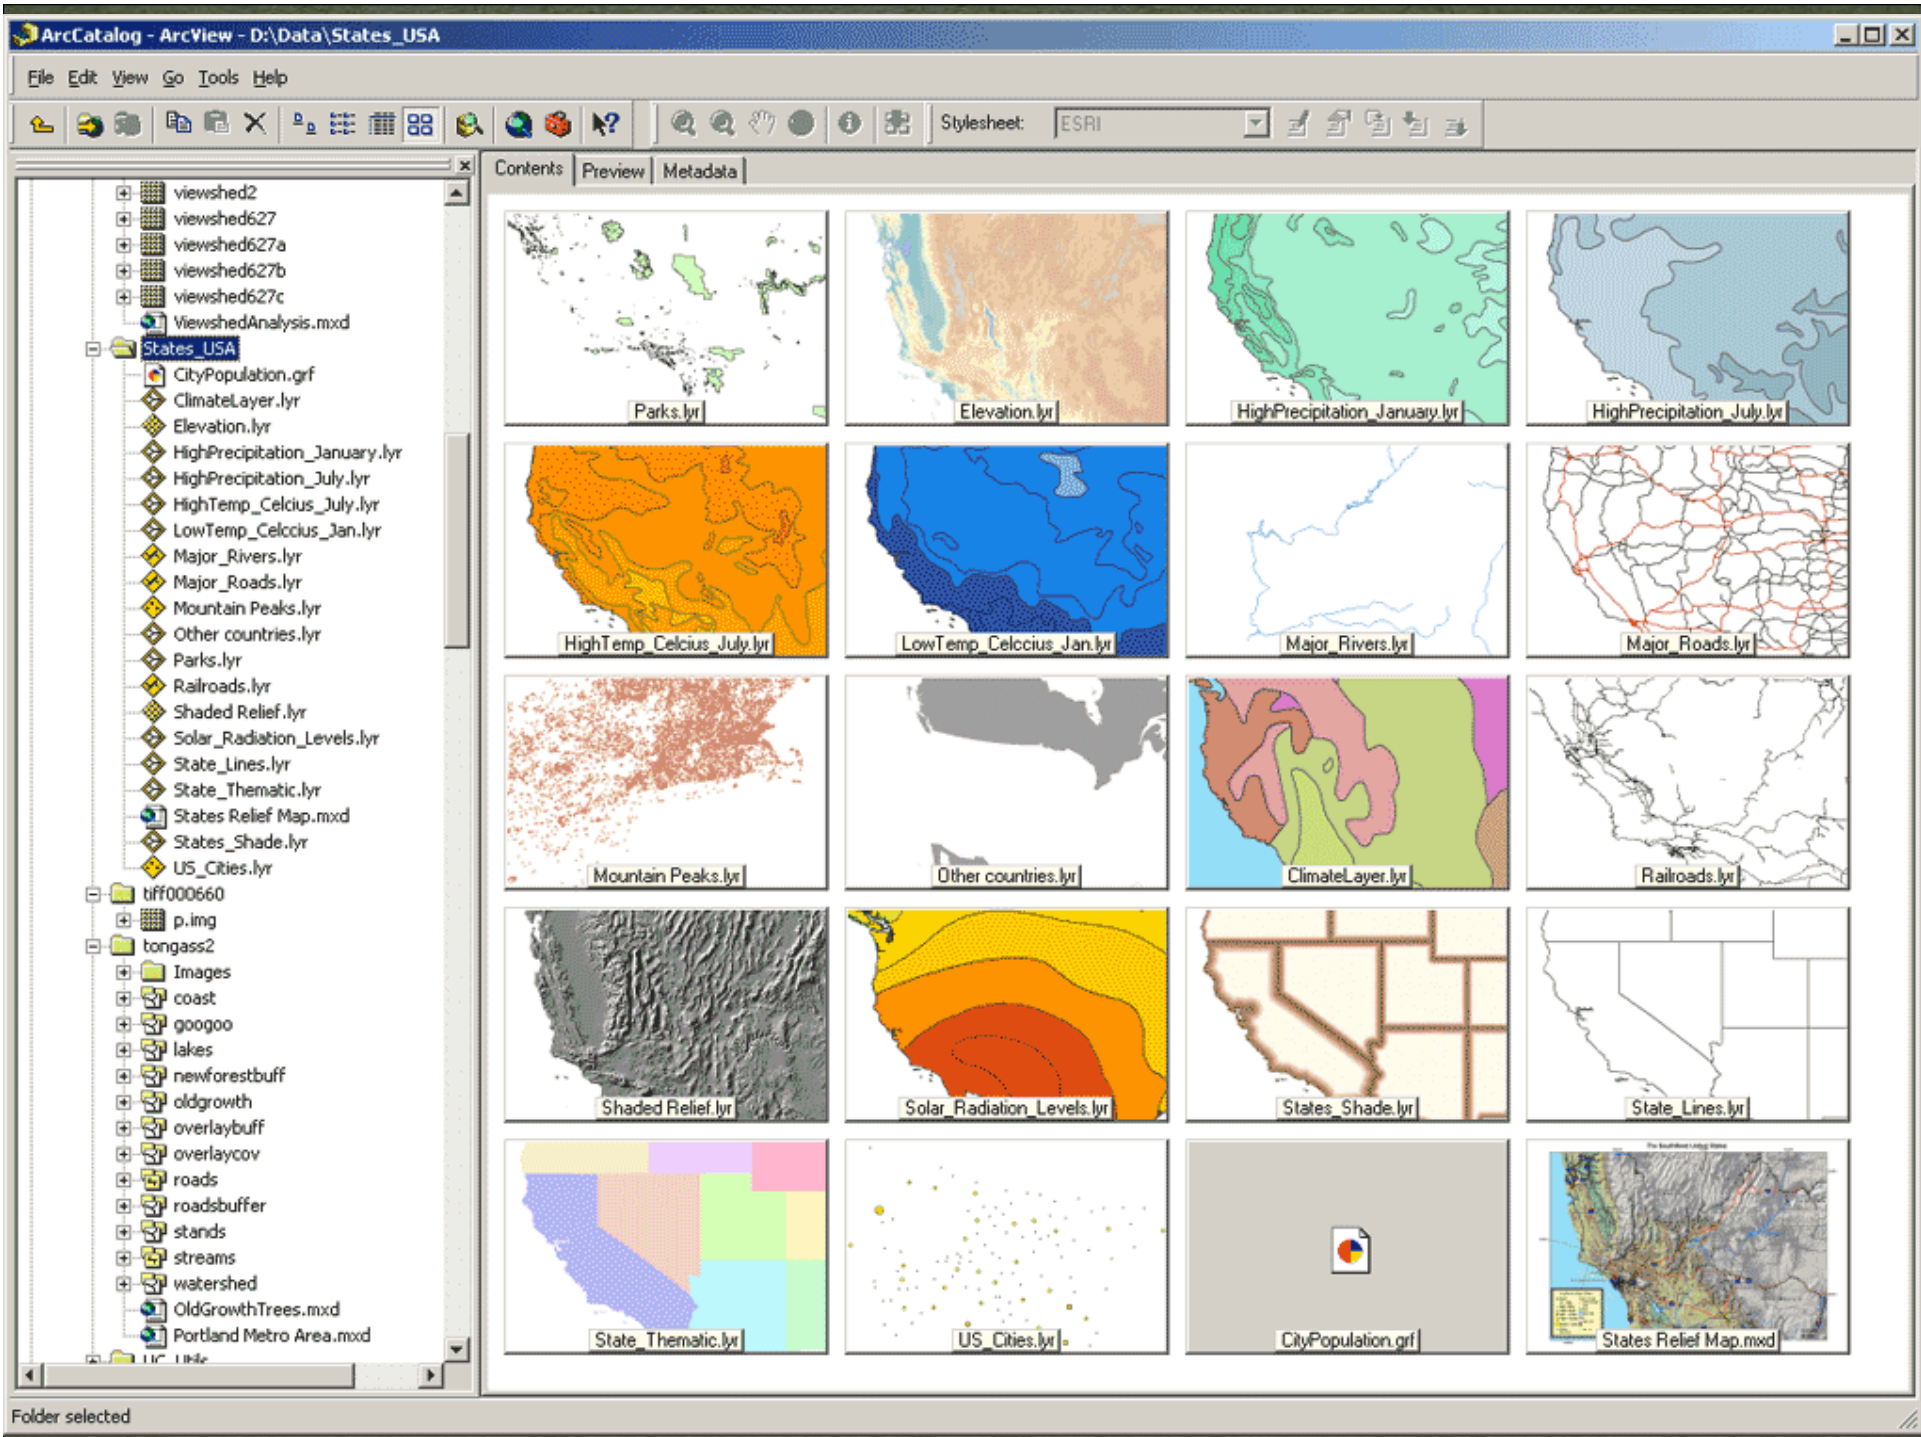 ArcCatalog - ArcView - D:\Data\States_USA
File Edit View Go Tools Help
Stylesheet: ESRI
viewshed2
viewshed627
viewshed627a
viewshed627b
viewshed627c
ViewshedAnalysis.mxd
States_USA
CityPopulation.grf
ClimateLayer.lyr
Elevation.lyr
HighPrecipitation_January.lyr
HighPrecipitation_July.lyr
HighTemp_Celcius_July.lyr
LowTemp_Celccius_Jan.lyr
Major_Rivers.lyr
Major_Roads.lyr
Mountain Peaks.lyr
Other countries.lyr
Parks.lyr
Railroads.lyr
Shaded Relief.lyr
Solar_Radiation_Levels.lyr
State_Lines.lyr
State_Thematic.lyr
States Relief Map.mxd
States_Shade.lyr
US_Cities.lyr
tiff000660
p.img
tongass2
Images
coast
googoo
lakes
newforestbuff
oldgrowth
overlaybuff
overlaycov
roads
roadsbuffer
stands
streams
watershed
OldGrowthTrees.mxd
Portland Metro Area.mxd
Contents Preview Metadata
Parks.lyr Elevation.lyr HighPrecipitation_January.lyr HighPrecipitation_July.lyr
HighTemp_Celcius_July.lyr LowTemp_Celccius_Jan.lyr Major_Rivers.lyr Major_Roads.lyr
Mountain Peaks.lyr Other countries.lyr ClimateLayer.lyr Railroads.lyr
Shaded Relief.lyr Solar_Radiation_Levels.lyr States_Shade.lyr State_Lines.lyr
State_Thematic.lyr US_Cities.lyr CityPopulation.grf States Relief Map.mxd
Folder selected